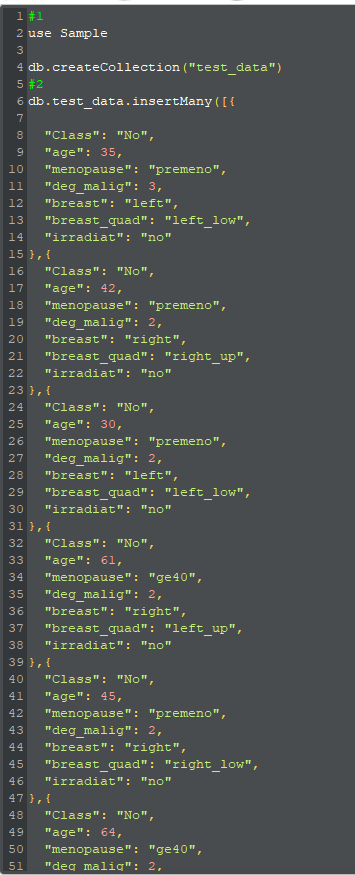 1 #1
2 use Sample
3
4 db.createCollection("test_data")
5 #2
6 db.test_data.insertMany([{
7
8 "Class": "No",
9 "age": 35,
10 "menopause": "premeno",
11 "deg_malig": 3,
12 "breast": "left",
13 "breast_quad": "left_low",
14 "irradiat": "no"
15 },{
16 "Class": "No",
17 "age": 42,
18 "menopause": "premeno",
19 "deg_malig": 2,
20 "breast": "right",
21 "breast_quad": "right_up",
22 "irradiat": "no"
23 },{
24 "Class": "No",
25 "age": 30,
26 "menopause": "premeno",
27 "deg_malig": 2,
28 "breast": "left",
29 "breast_quad": "left_low",
30 "irradiat": "no"
31 },{
32 "Class": "No",
33 "age": 61,
34 "menopause": "ge40",
35 "deg_malig": 2,
36 "breast": "right",
37 "breast_quad": "left_up",
38 "irradiat": "no"
39 },{
40 "Class": "No",
41 "age": 45,
42 "menopause": "premeno",
43 "deg_malig": 2,
44 "breast": "right",
45 "breast_quad": "right_low",
46 "irradiat": "no"
47 },{
48 "Class": "No",
49 "age": 64,
50 "menopause": "ge40",
51 "deg_malig": 2,